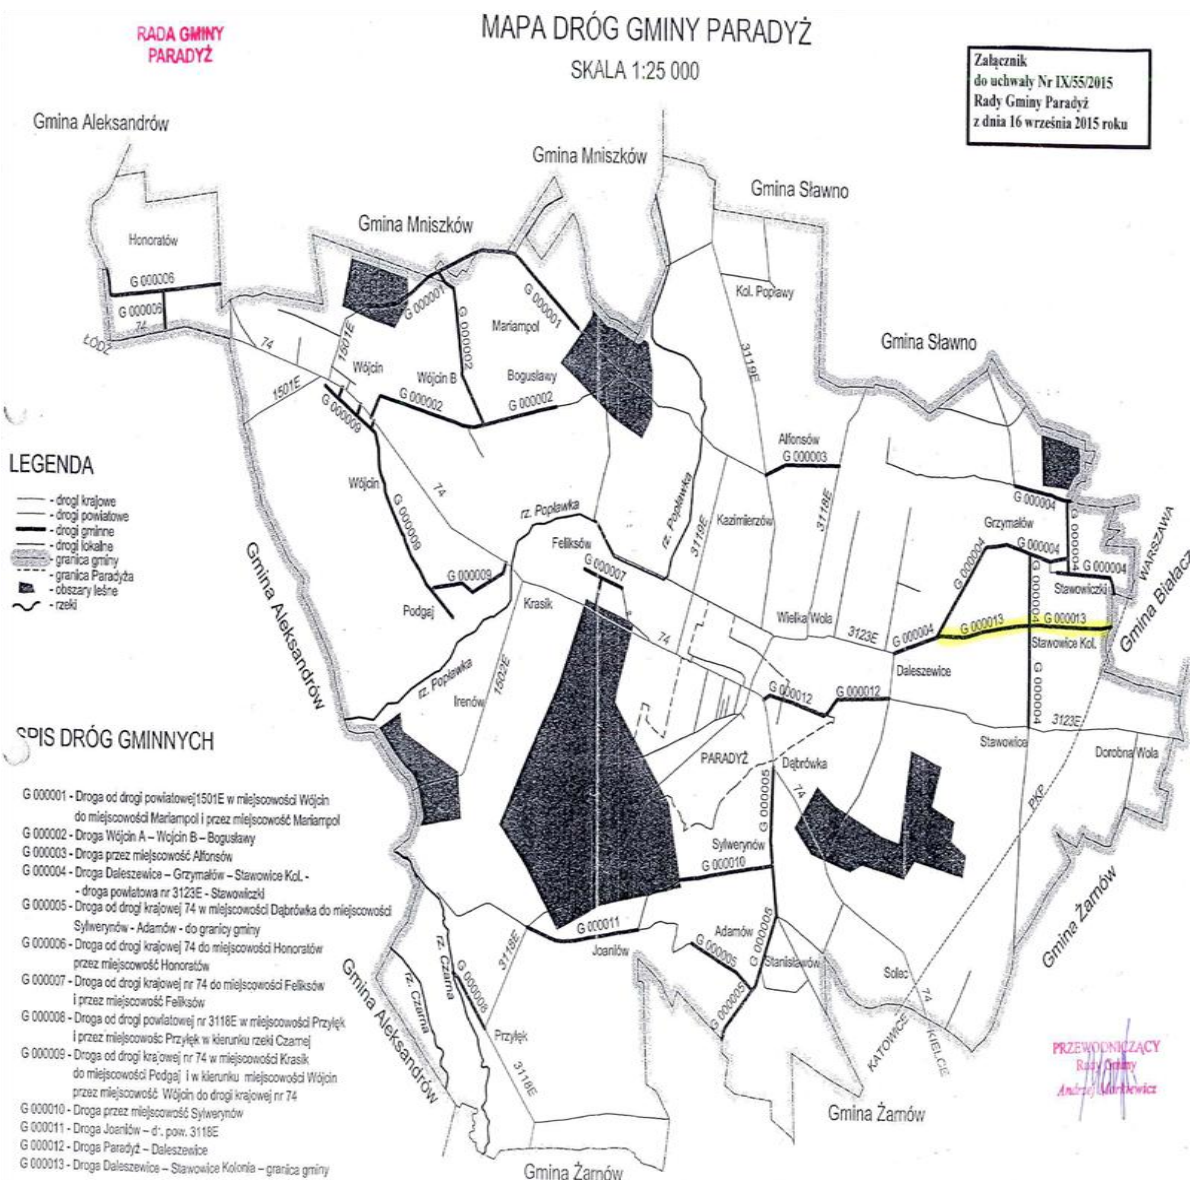 RADA GMINY
PARADYŻ
MAPA DRÓG GMINY PARADYŻ
SKALA 1:25 000
Załącznik
do uchwały Nr IX/55/2015
Rady Gminy Paradyż
z dnia 16 września 2015 roku
Gmina Aleksandrów
Gmina Mniszków
Gmina Sławno
Gmina Mniszków
Honoratów
G 000006
G 000006
74
ŁÓDŹ
Kol. Popławy
G 000001
G 000001
G 000002
Mariampol
1501E
74
Wójcin
Wójcin B
Bogusławy
3119E
Gmina Sławno
1501E
G 000009
G 000002
G 000002
Alfonsów
G 000003
LEGENDA
- drogi krajowe
- drogi powiatowe
- drogi gminne
- drogi lokalne
- granica gminy
- granica Paradyża
- obszary leśne
- rzeki
Wójcin
74
rz. Popławka
rz. Popławka
Kazimierzów
3119E
3118E
G 000004
Grzymałów
G 000004
WARSZAWA
Gmina Białacz
G 000009
Feliksów
G 000007
G 000004
G 000004
G 000004
Stawowiczki
G 000009
Podgaj
Krasik
74
Wielka Wola
3123E
G 000004
G 000004
G 000013
G 000013
Stawowice Kol.
Gmina Aleksandrów
rz. Popławka
Irenów
1502E
Daleszewice
G 000004
G 000012
G 000012
3123E
Stawowice
Dorobna Wola
PARADYŻ
Dąbrówka
74
PKP
SPIS DRÓG GMINNYCH
G 000001 - Droga od drogi powiatowej1501E w miejscowości Wójcin
do miejscowości Mariampol i przez miejscowość Mariampol
G 000002 - Droga Wójcin A – Wójcin B – Bogusławy
G 000003 - Droga przez miejscowość Alfonsów
G 000004 - Droga Daleszewice – Grzymałów – Stawowice Kol. -
- droga powiatowa nr 3123E - Stawowiczki
G 000005 - Droga od drogi krajowej 74 w miejscowości Dąbrówka do miejscowości
Sylwerynów - Adamów - do granicy gminy
G 000006 - Droga od drogi krajowej 74 do miejscowości Honoratów
przez miejscowość Honoratów
G 000007 - Droga od drogi krajowej nr 74 do miejscowości Feliksów
i przez miejscowość Feliksów
G 000008 - Droga od drogi powiatowej nr 3118E w miejscowości Przyłęk
i przez miejscowość Przyłęk w kierunku rzeki Czarnej
G 000009 - Droga od drogi krajowej nr 74 w miejscowości Krasik
do miejscowości Podgaj i w kierunku miejscowości Wójcin
przez miejscowość Wójcin do drogi krajowej nr 74
G 000010 - Droga przez miejscowość Sylwerynów
G 000011 - Droga Joaniów – dr. pow. 3118E
G 000012 - Droga Paradyż – Daleszewice
G 000013 - Droga Daleszewice – Stawowice Kolonia – granica gminy
G 000005
Sylwerynów
G 000010
G 000011
Joaniów
3118E
Adamów
G 000005
G 000005
G 000005
Stanisławów
Solec
74
KIELCE
KATOWICE
Gmina Żarnów
rz. Czarna
rz. Czarna
G 000008
Przyłęk
3118E
Gmina Aleksandrów
Gmina Żarnów
Gmina Żarnów
PRZEWODNICZĄCY
Rady Gminy
Andrzej Markiewicz